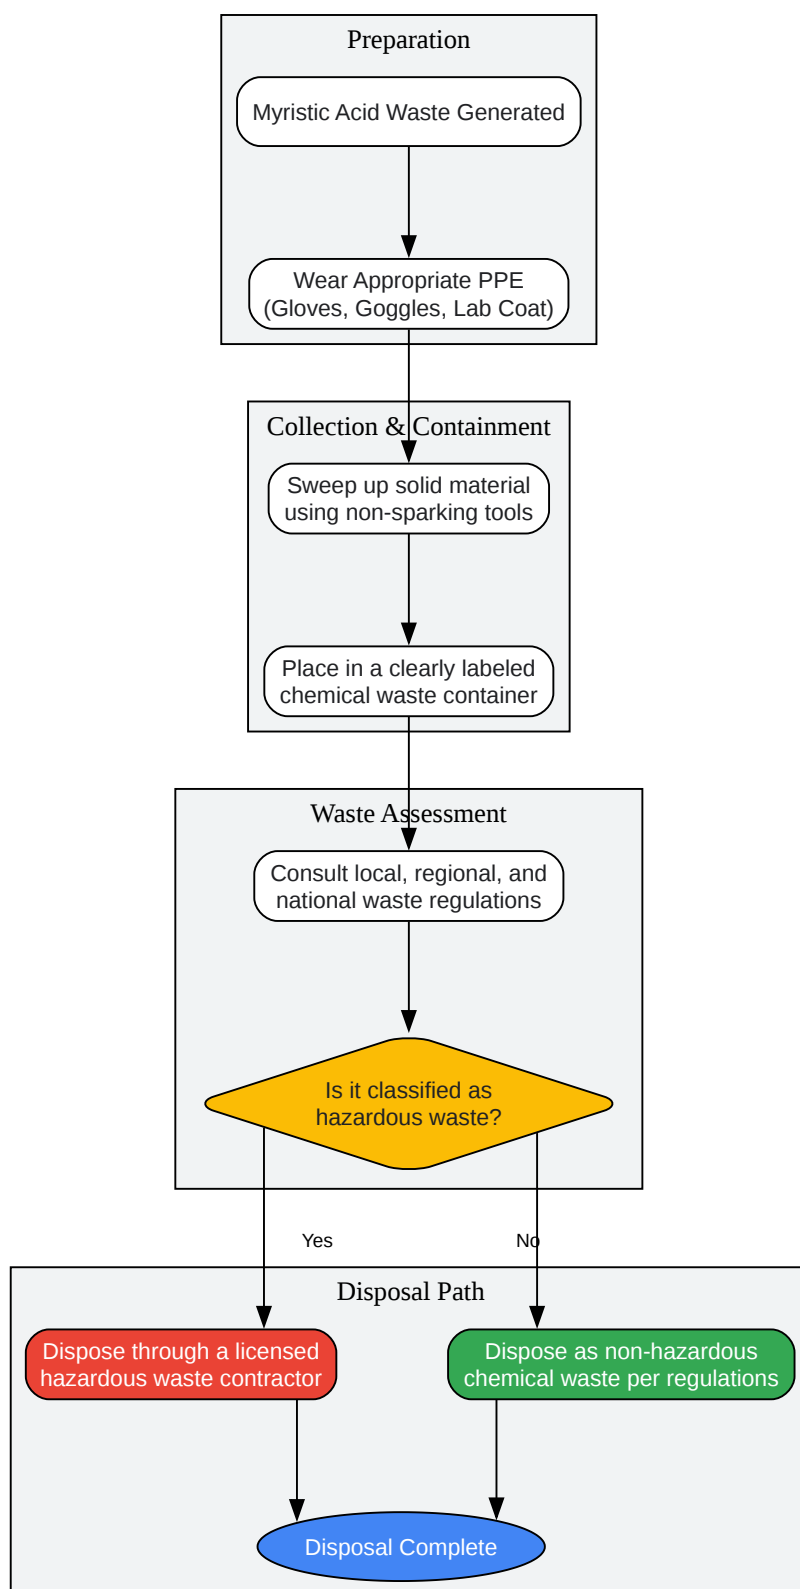 Preparation
Myristic Acid Waste Generated
Wear Appropriate PPE
(Gloves, Goggles, Lab Coat)
Collection & Containment
Sweep up solid material
using non-sparking tools
Place in a clearly labeled
chemical waste container
Waste Assessment
Consult local, regional, and
national waste regulations
Is it classified as
hazardous waste?
Yes
No
Disposal Path
Dispose through a licensed
hazardous waste contractor
Dispose as non-hazardous
chemical waste per regulations
Disposal Complete